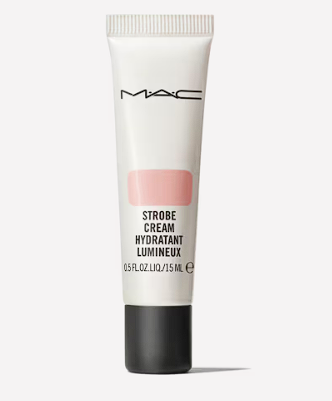 M·A·C
STROBE
CREAM
HYDRATANT
LUMINEUX
0.5 FL.OZ.LIQ./15 ML ℮